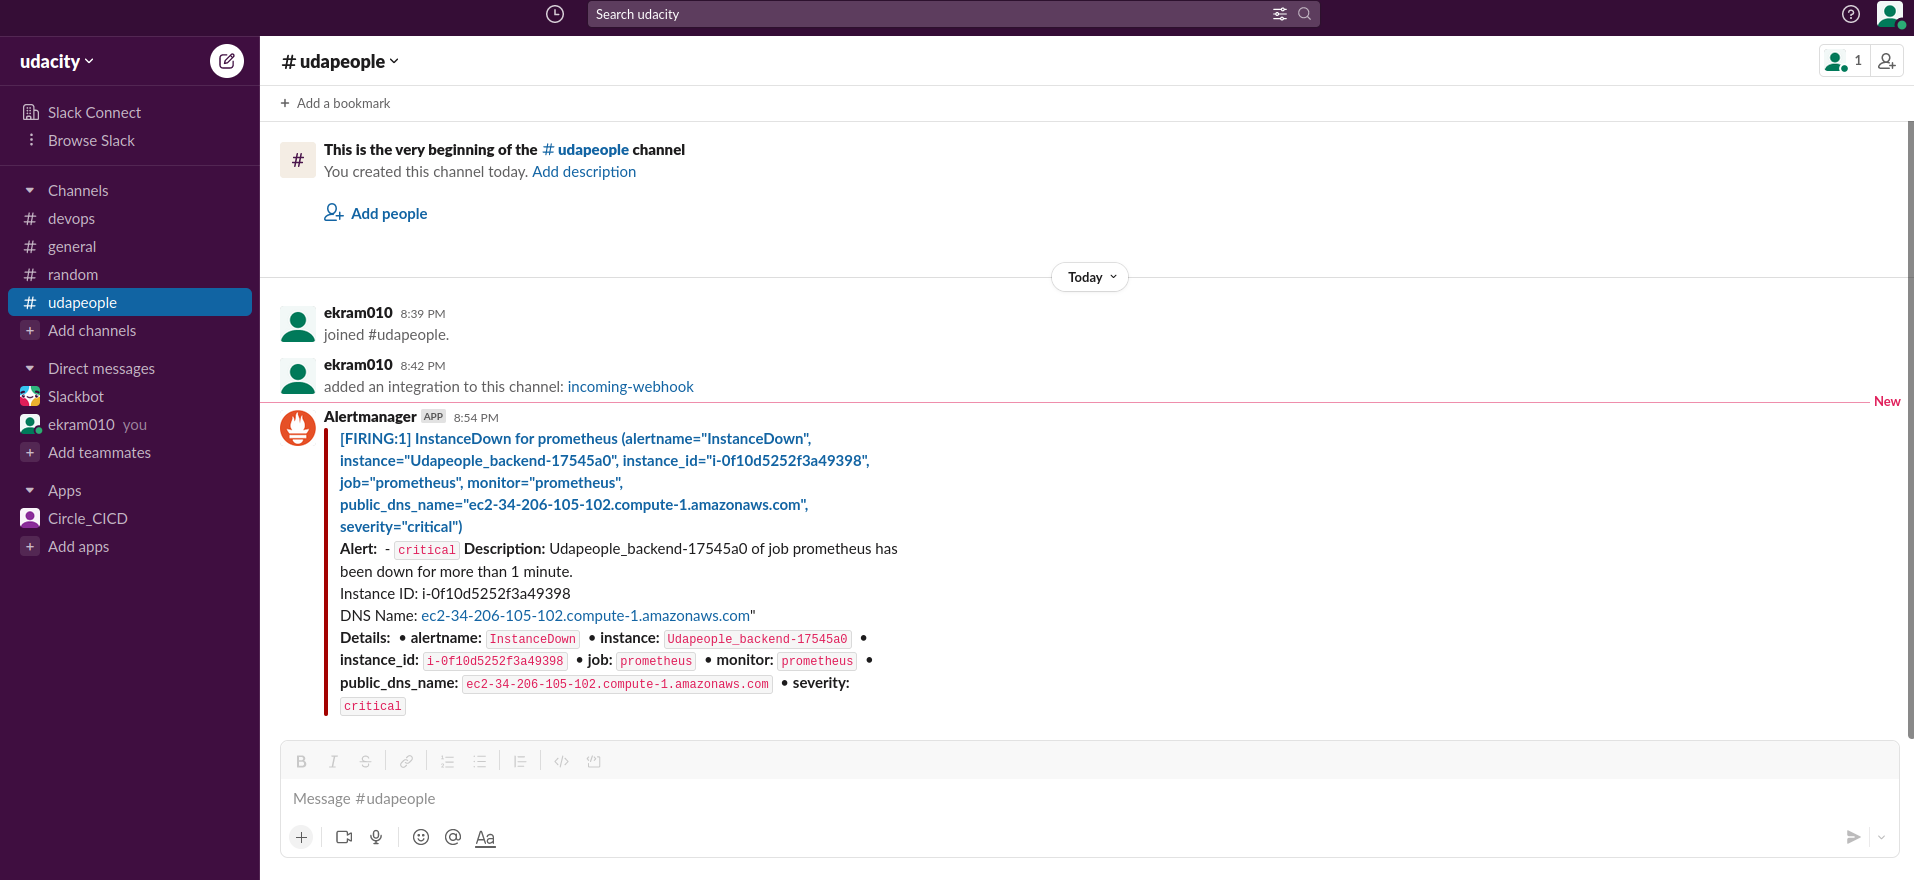 Search udacity
udacity
Slack Connect
Browse Slack
Channels
# devops
# general
# random
# udapeople
+ Add channels
Direct messages
Slackbot
ekram010 you
+ Add teammates
Apps
Circle_CICD
+ Add apps
# udapeople
1
+ Add a bookmark
# This is the very beginning of the # udapeople channel
You created this channel today. Add description
Add people
Today
ekram010 8:39 PM
joined #udapeople.
ekram010 8:42 PM
added an integration to this channel: incoming-webhook
New
Alertmanager APP 8:54 PM
[FIRING:1] InstanceDown for prometheus (alertname="InstanceDown",
instance="Udapeople_backend-17545a0", instance_id="i-0f10d5252f3a49398",
job="prometheus", monitor="prometheus",
public_dns_name="ec2-34-206-105-102.compute-1.amazonaws.com",
severity="critical")
Alert: - critical Description: Udapeople_backend-17545a0 of job prometheus has
been down for more than 1 minute.
Instance ID: i-0f10d5252f3a49398
DNS Name: ec2-34-206-105-102.compute-1.amazonaws.com"
Details: • alertname: InstanceDown • instance: Udapeople_backend-17545a0 •
instance_id: i-0f10d5252f3a49398 • job: prometheus • monitor: prometheus •
public_dns_name: ec2-34-206-105-102.compute-1.amazonaws.com • severity:
critical
B I S
Message #udapeople
+ @ Aa